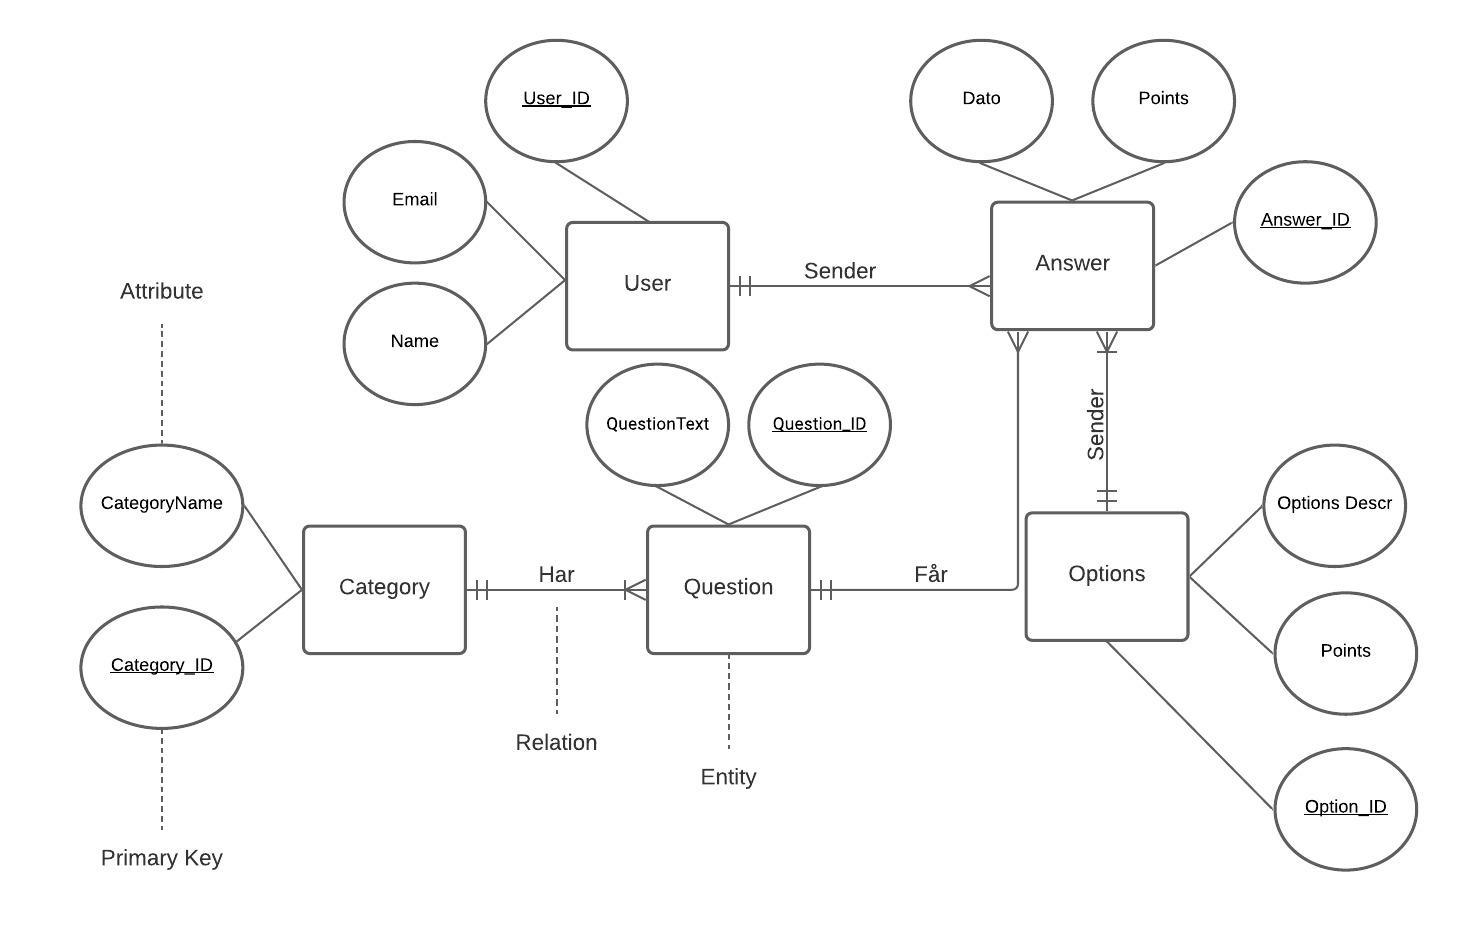 User_ID
Dato
Points
Email
Answer_ID
Answer
Sender
User
Attribute
Name
QuestionText
Question_ID
Sender
CategoryName
Options Descr
Category
Har
Question
Får
Options
Category_ID
Points
Relation
Entity
Option_ID
Primary Key